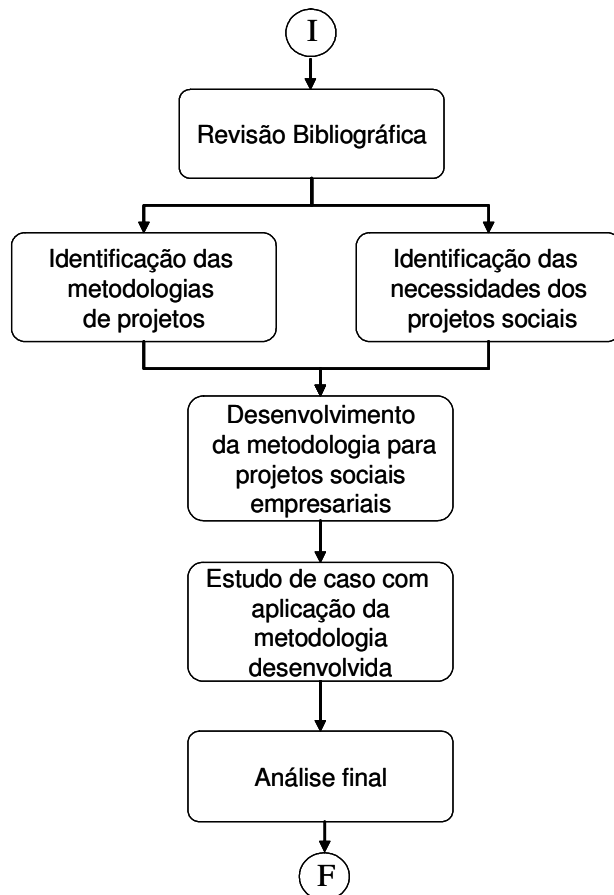 I
Revisão Bibliográfica
Identificação das
metodologias
de projetos
Identificação das
necessidades dos
projetos sociais
Desenvolvimento
da metodologia para
projetos sociais
empresariais
Estudo de caso com
aplicação da
metodologia
desenvolvida
Análise final
F